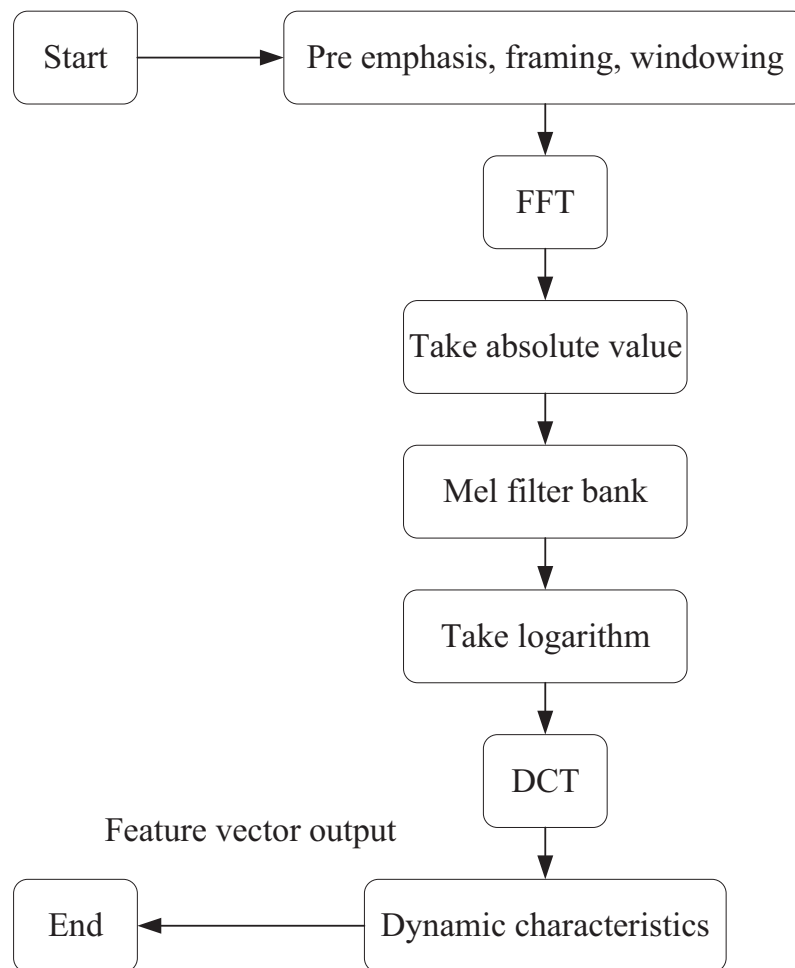 Start
Pre emphasis, framing, windowing
FFT
Take absolute value
Mel filter bank
Take logarithm
DCT
Feature vector output
End
Dynamic characteristics